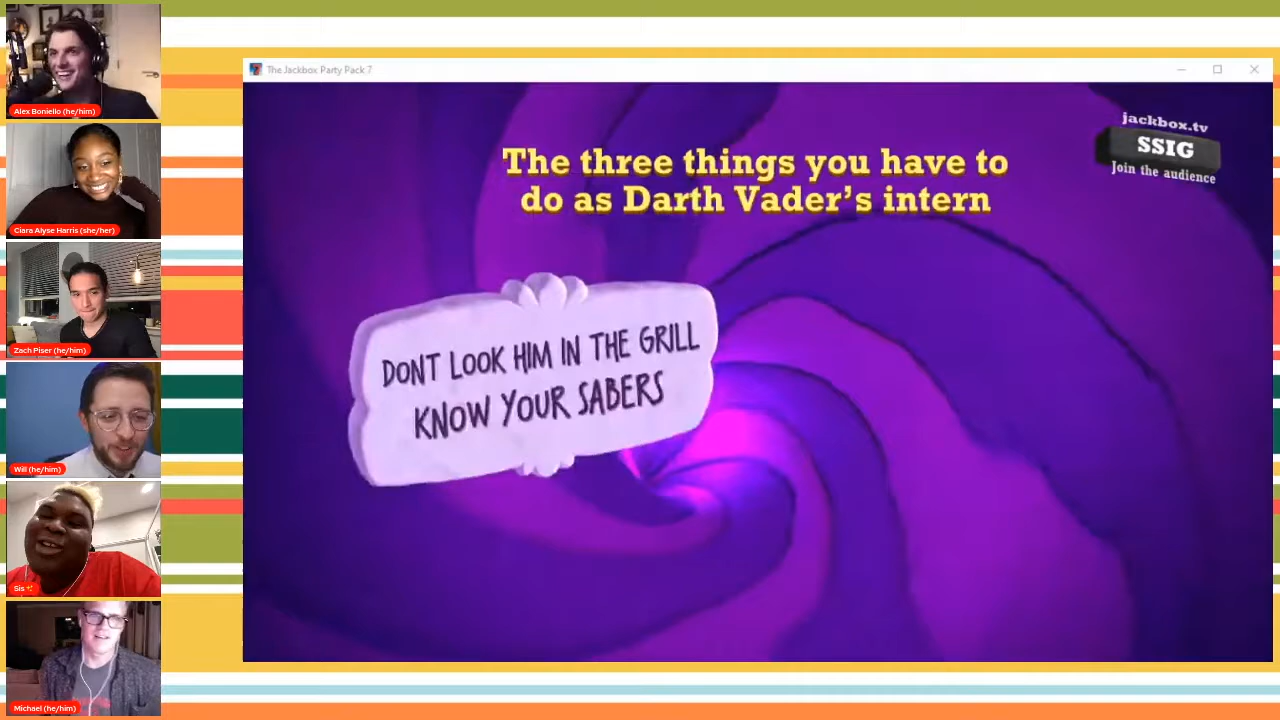 Alex Boniello (he/him)
Ciara Alyse Harris (she/her)
Zach Piser (he/him)
Will (he/him)
Sis✨
Michael (he/him)
The Jackbox Party Pack 7
jackbox.tv
SSIG
Join the audience
The three things you have to
do as Darth Vader's intern
DONT LOOK HIM IN THE GRILL
KNOW YOUR SABERS